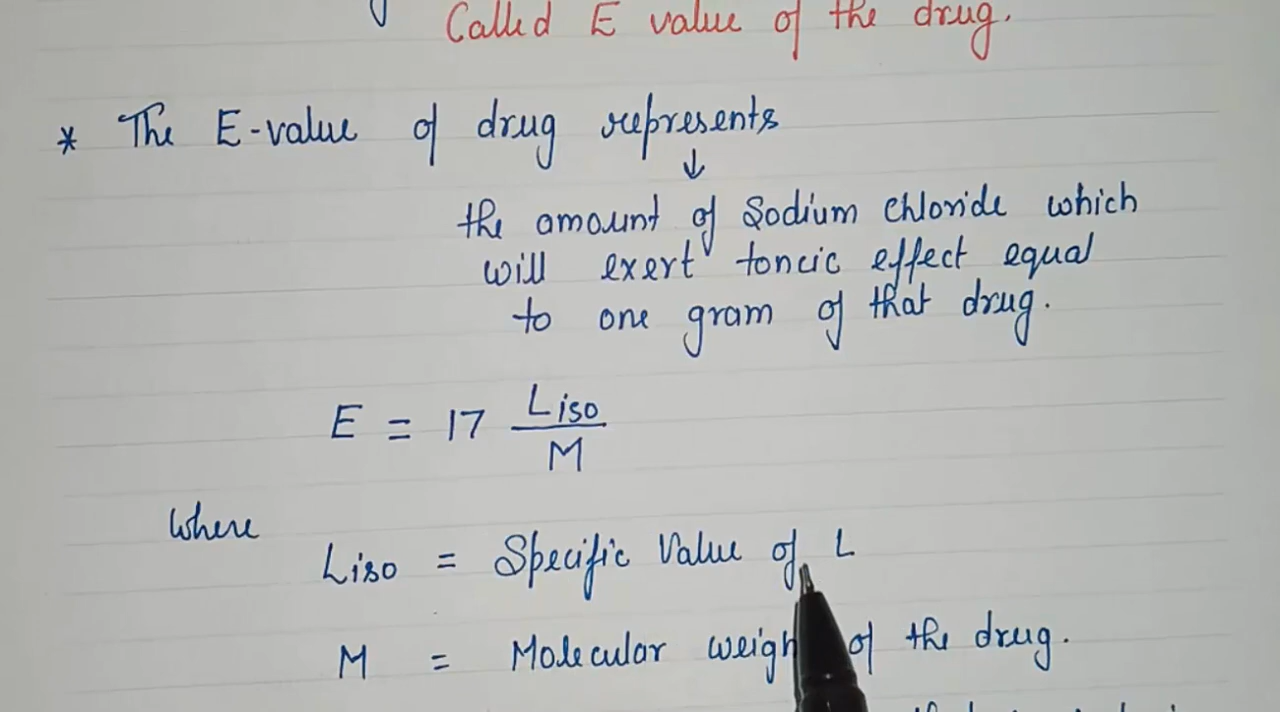 Called E value of the drug.
* The E-value of drug represents
↓
the amount of Sodium Chloride which
will exert toncic effect equal
to one gram of that drug.
E = 17 Liso / M
Where
Liso = Specific Value of L
M = Molecular weigh of the drug.